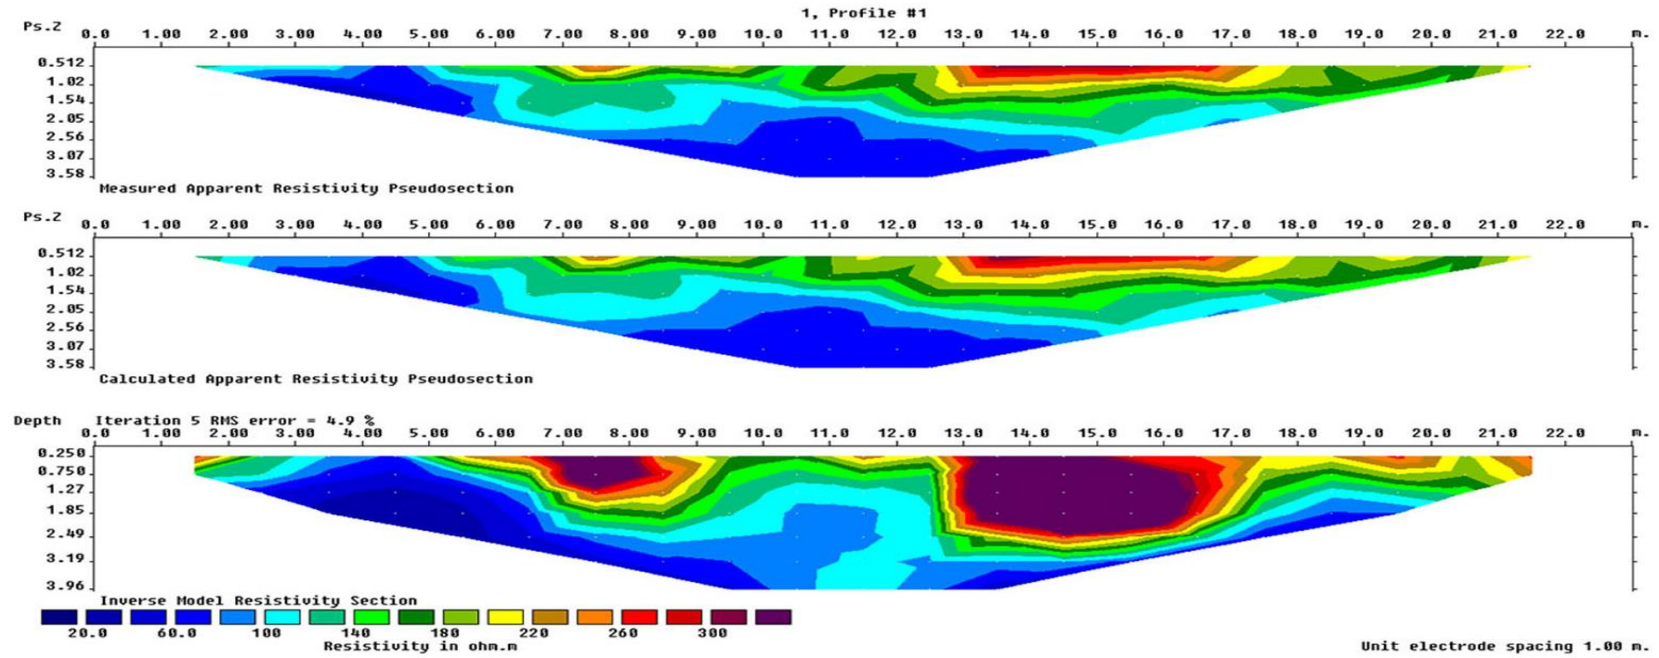 1, Profile #1
Ps.Z 0.0 1.00 2.00 3.00 4.00 5.00 6.00 7.00 8.00 9.00 10.0 11.0 12.0 13.0 14.0 15.0 16.0 17.0 18.0 19.0 20.0 21.0 22.0 m.
0.512
1.02
1.54
2.05
2.56
3.07
3.58
Measured Apparent Resistivity Pseudosection
Ps.Z 0.0 1.00 2.00 3.00 4.00 5.00 6.00 7.00 8.00 9.00 10.0 11.0 12.0 13.0 14.0 15.0 16.0 17.0 18.0 19.0 20.0 21.0 22.0 m.
0.512
1.02
1.54
2.05
2.56
3.07
3.58
Calculated Apparent Resistivity Pseudosection
Depth Iteration 5 RMS error = 4.9 %
0.0 1.00 2.00 3.00 4.00 5.00 6.00 7.00 8.00 9.00 10.0 11.0 12.0 13.0 14.0 15.0 16.0 17.0 18.0 19.0 20.0 21.0 22.0 m.
0.250
0.750
1.27
1.85
2.49
3.19
3.96
Inverse Model Resistivity Section
20.0 60.0 100 140 180 220 260 300
Resistivity in ohm.m
Unit electrode spacing 1.00 m.